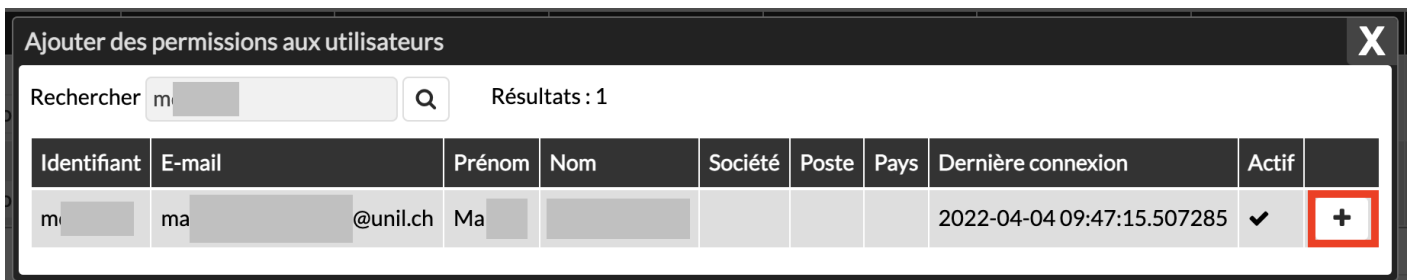 Ajouter des permissions aux utilisateurs X
Rechercher m Résultats : 1
Identifiant E-mail Prénom Nom Société Poste Pays Dernière connexion Actif
m ma @unil.ch Ma 2022-04-04 09:47:15.507285 ✔ +